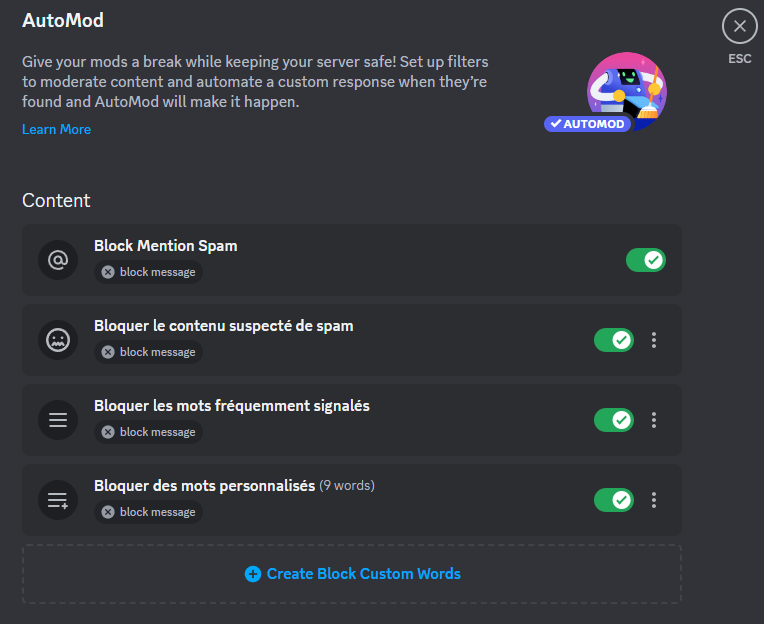 AutoMod
Give your mods a break while keeping your server safe! Set up filters
to moderate content and automate a custom response when they're
found and AutoMod will make it happen.
Learn More
ESC
AUTOMOD
Content
Block Mention Spam
block message
Bloquer le contenu suspecté de spam
block message
Bloquer les mots fréquemment signalés
block message
Bloquer des mots personnalisés (9 words)
block message
Create Block Custom Words